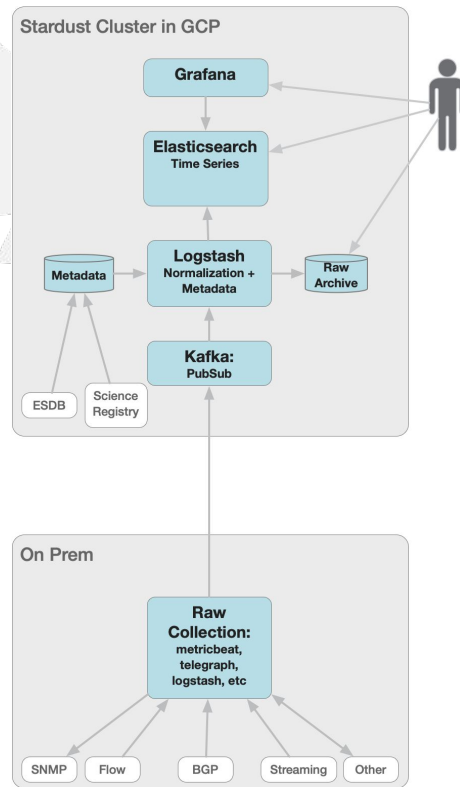 Stardust Cluster in GCP
Grafana
Elasticsearch
Time Series
Metadata
Logstash
Normalization +
Metadata
Raw
Archive
Kafka:
PubSub
ESDB
Science
Registry
On Prem
Raw
Collection:
metricbeat,
telegraph,
logstash, etc
SNMP
Flow
BGP
Streaming
Other